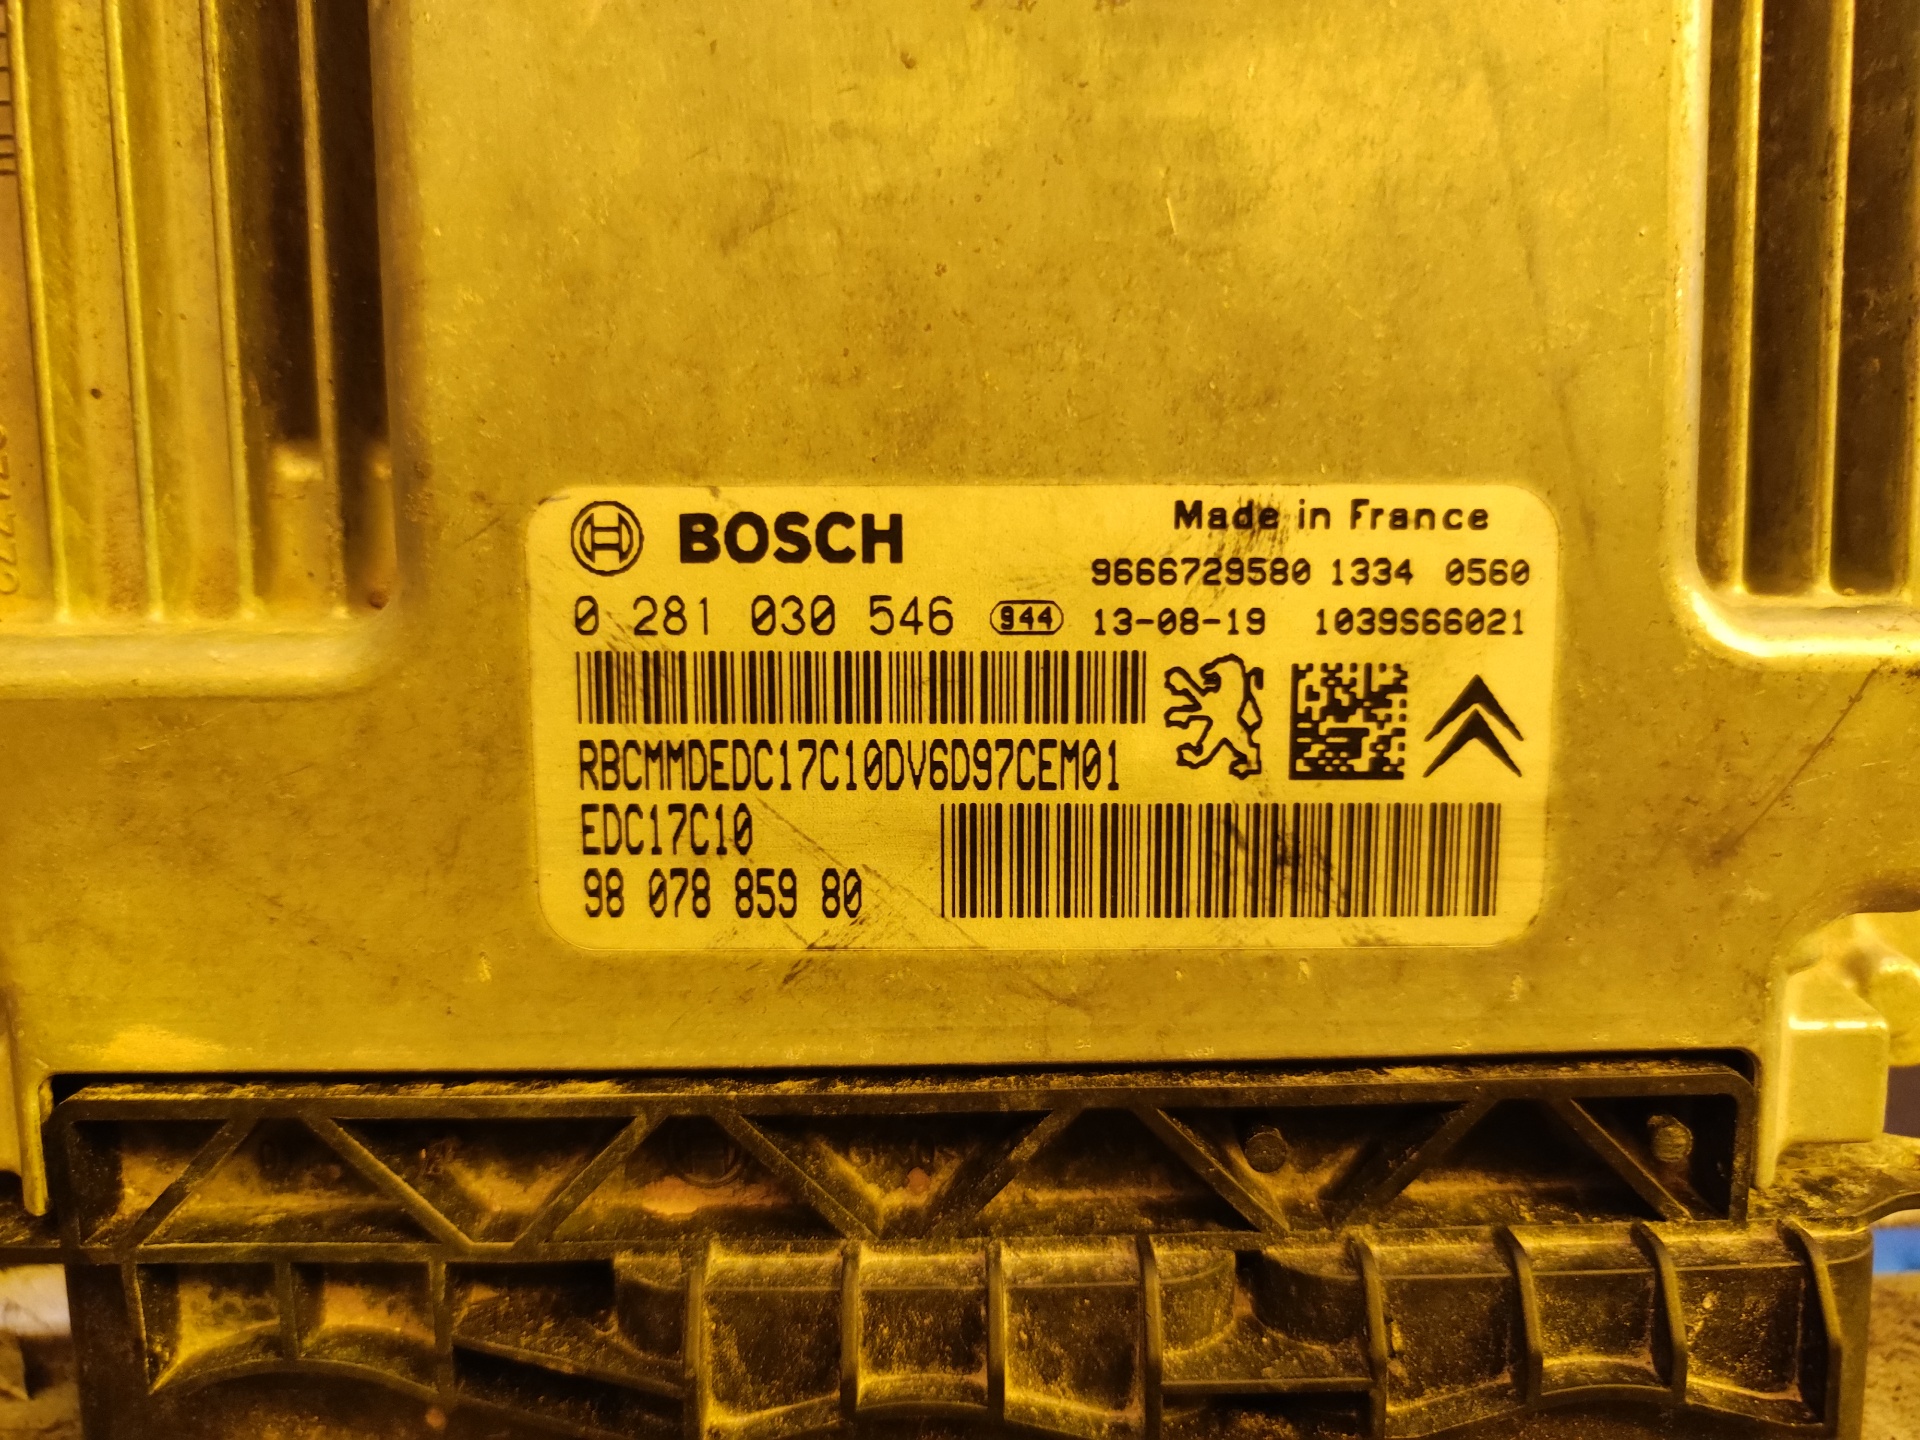 BOSCH
Made in France
9666729580 1334 0560
0 281 030 546 944 13-08-19 1039S66021
RBCMMDEDC17C10DV6D97CEM01
EDC17C10
98 078 859 80